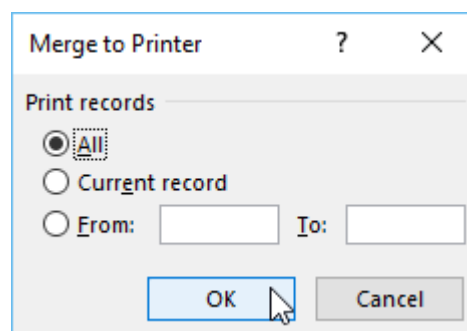 Merge to Printer ?
Print records
All
Current record
From: To:
OK Cancel